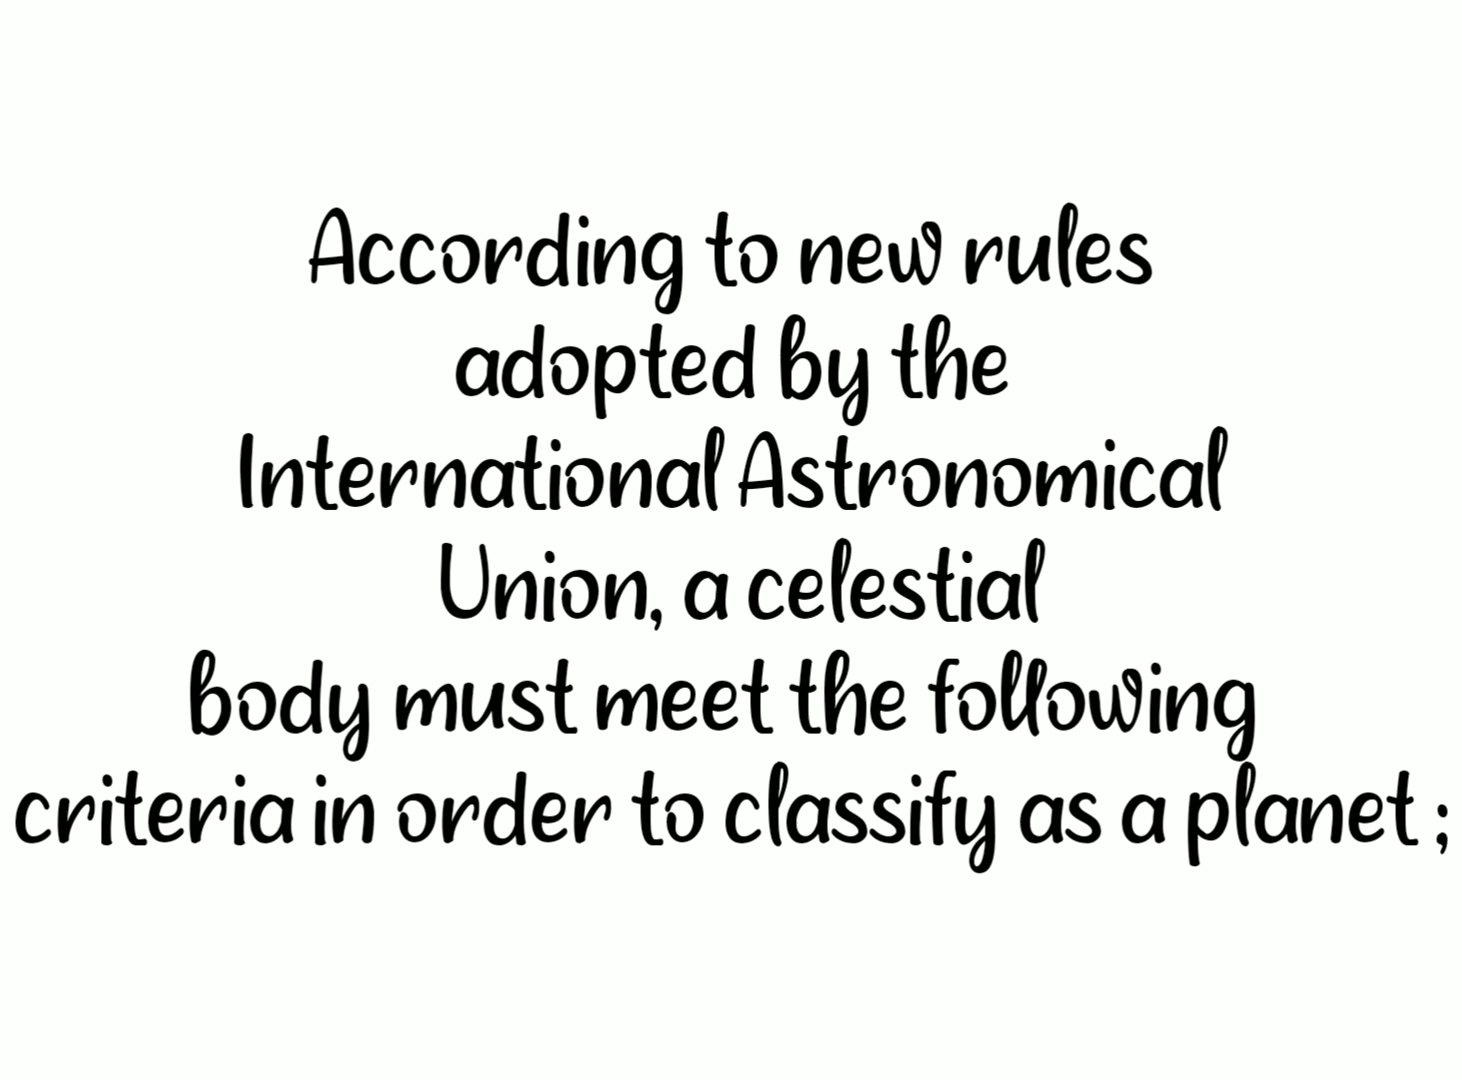 According to new rules
adopted by the
International Astronomical
Union, a celestial
body must meet the following
criteria in order to classify as a planet ;